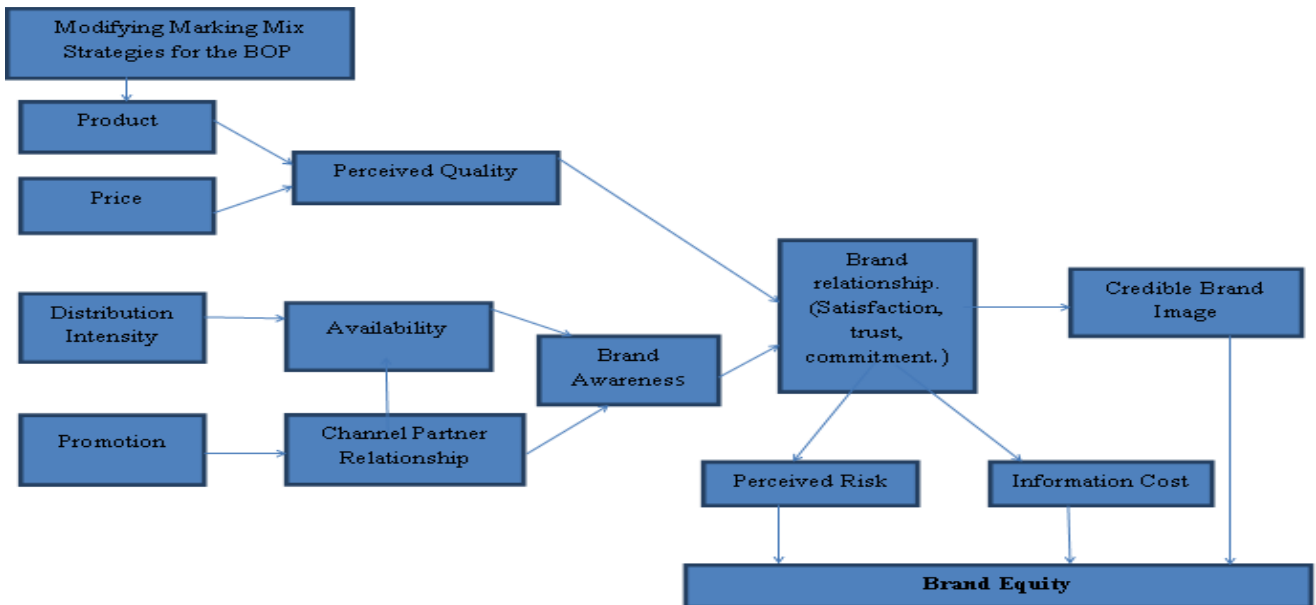 Modifying Marking Mix
Strategies for the BOP
Product
Perceived Quality
Price
Distribution
Intensity
Availability
Brand
Awareness
Promotion
Channel Partner
Relationship
Brand
relationship.
(Satisfaction,
trust,
commitment.)
Credible Brand
Image
Perceived Risk
Information Cost
Brand Equity